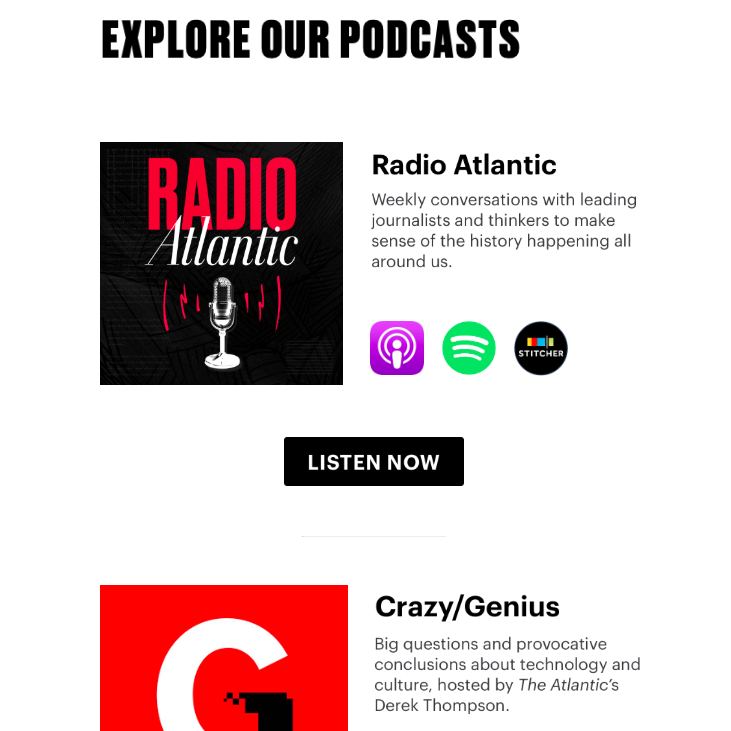 EXPLORE OUR PODCASTS
RADIO
Atlantic
Radio Atlantic
Weekly conversations with leading
journalists and thinkers to make
sense of the history happening all
around us.
STITCHER
LISTEN NOW
G
Crazy/Genius
Big questions and provocative
conclusions about technology and
culture, hosted by The Atlantic's
Derek Thompson.